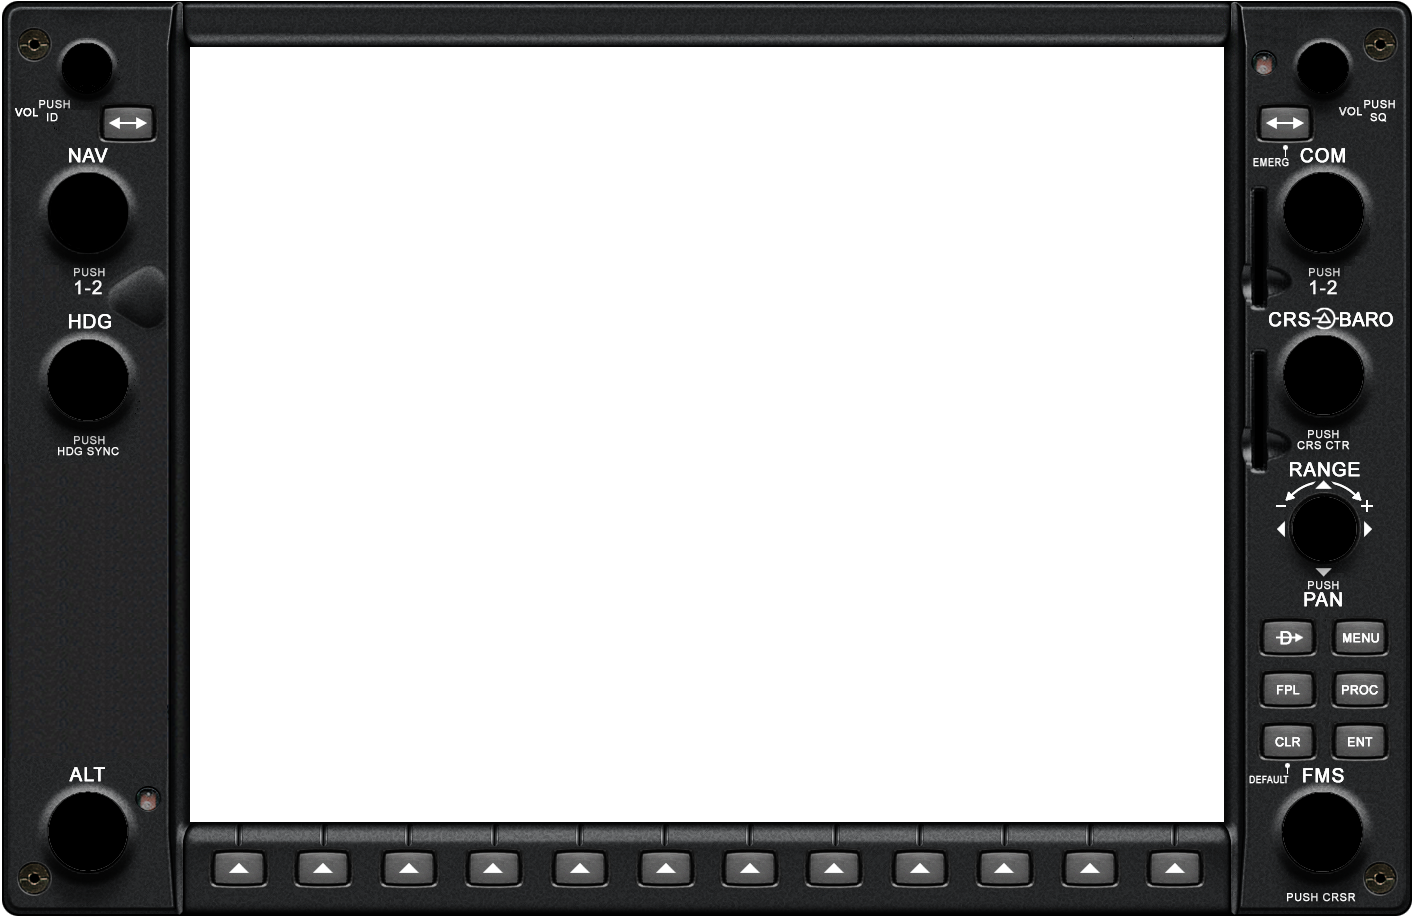 VOL PUSH
ID
NAV
PUSH
1-2
HDG
PUSH
HDG SYNC
ALT
VOL PUSH
SQ
EMERG
COM
PUSH
1-2
CRS BARO
PUSH
CRS CTR
RANGE
- +
PUSH
PAN
D MENU
FPL PROC
CLR ENT
DEFAULT FMS
PUSH CRSR